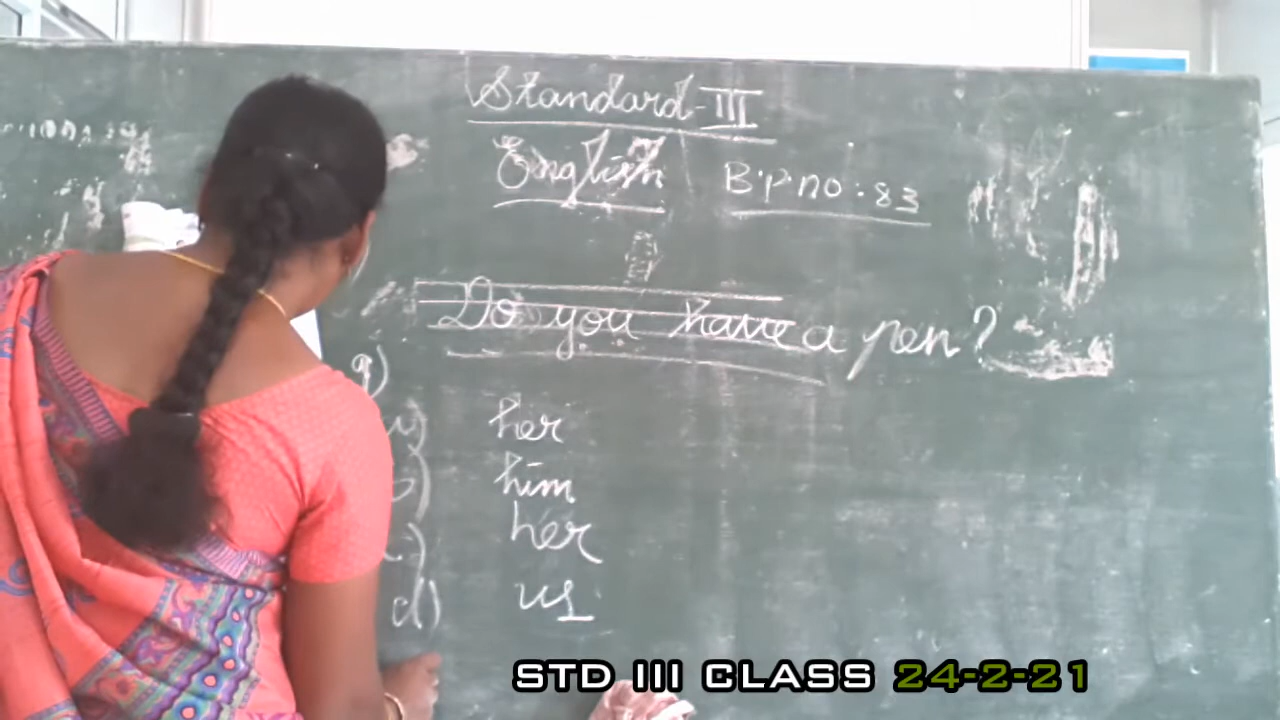 Standard-III
English B.P.no:83
Do you have a pen?
9)
her
b) him
her
d) us
STD III CLASS 24-2-21